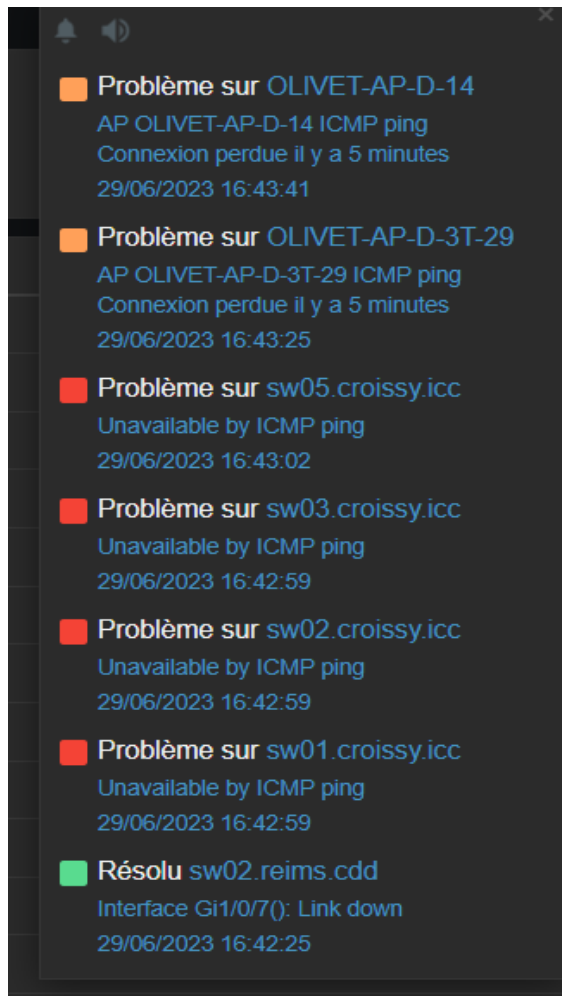 Problème sur OLIVET-AP-D-14
AP OLIVET-AP-D-14 ICMP ping
Connexion perdue il y a 5 minutes
29/06/2023 16:43:41
Problème sur OLIVET-AP-D-3T-29
AP OLIVET-AP-D-3T-29 ICMP ping
Connexion perdue il y a 5 minutes
29/06/2023 16:43:25
Problème sur sw05.croissy.icc
Unavailable by ICMP ping
29/06/2023 16:43:02
Problème sur sw03.croissy.icc
Unavailable by ICMP ping
29/06/2023 16:42:59
Problème sur sw02.croissy.icc
Unavailable by ICMP ping
29/06/2023 16:42:59
Problème sur sw01.croissy.icc
Unavailable by ICMP ping
29/06/2023 16:42:59
Résolu sw02.reims.cdd
Interface Gi1/0/7(): Link down
29/06/2023 16:42:25